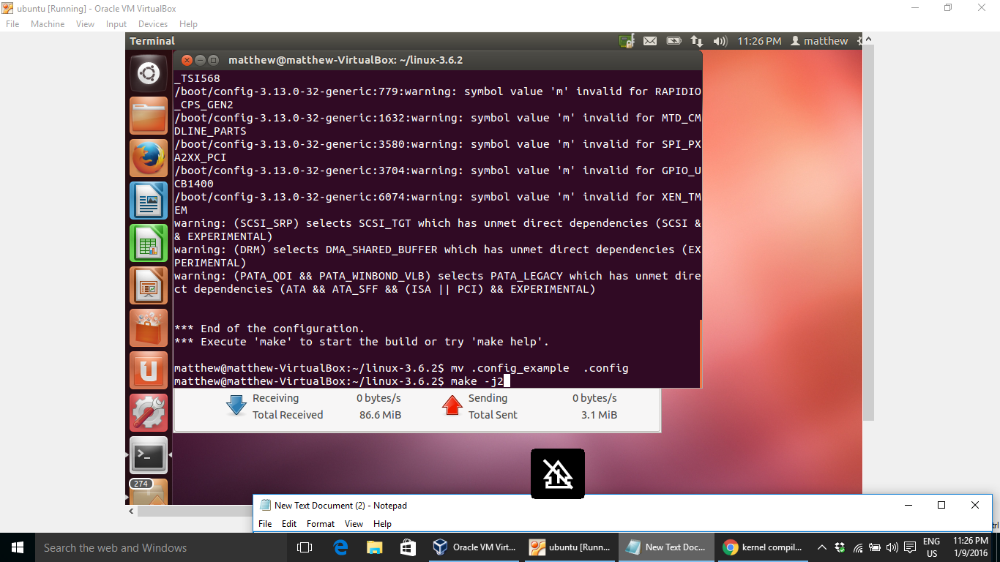 ubuntu [Running] - Oracle VM VirtualBox
File Machine View Input Devices Help
Terminal 11:26 PM matthew
matthew@matthew-VirtualBox: ~/linux-3.6.2
_TSI568
/boot/config-3.13.0-32-generic:779:warning: symbol value 'm' invalid for RAPIDIO
_CPS_GEN2
/boot/config-3.13.0-32-generic:1632:warning: symbol value 'm' invalid for MTD_CM
DLINE_PARTS
/boot/config-3.13.0-32-generic:3580:warning: symbol value 'm' invalid for SPI_PX
A2XX_PCI
/boot/config-3.13.0-32-generic:3704:warning: symbol value 'm' invalid for GPIO_U
CB1400
/boot/config-3.13.0-32-generic:6074:warning: symbol value 'm' invalid for XEN_TM
EM
warning: (SCSI_SRP) selects SCSI_TGT which has unmet direct dependencies (SCSI &
& EXPERIMENTAL)
warning: (DRM) selects DMA_SHARED_BUFFER which has unmet direct dependencies (EX
PERIMENTAL)
warning: (PATA_QDI && PATA_WINBOND_VLB) selects PATA_LEGACY which has unmet dire
ct dependencies (ATA && ATA_SFF && (ISA || PCI) && EXPERIMENTAL)
*** End of the configuration.
*** Execute 'make' to start the build or try 'make help'.
matthew@matthew-VirtualBox:~/linux-3.6.2$ mv .config_example  .config
matthew@matthew-VirtualBox:~/linux-3.6.2$ make -j2
Receiving 0 bytes/s Sending 0 bytes/s
Total Received 86.6 MiB Total Sent 3.1 MiB
274
New Text Document (2) - Notepad
File Edit Format View Help
Search the web and Windows
Oracle VM Virt...
ubuntu [Runn...
New Text Doc...
kernel compil...
ENG
US
11:26 PM
1/9/2016